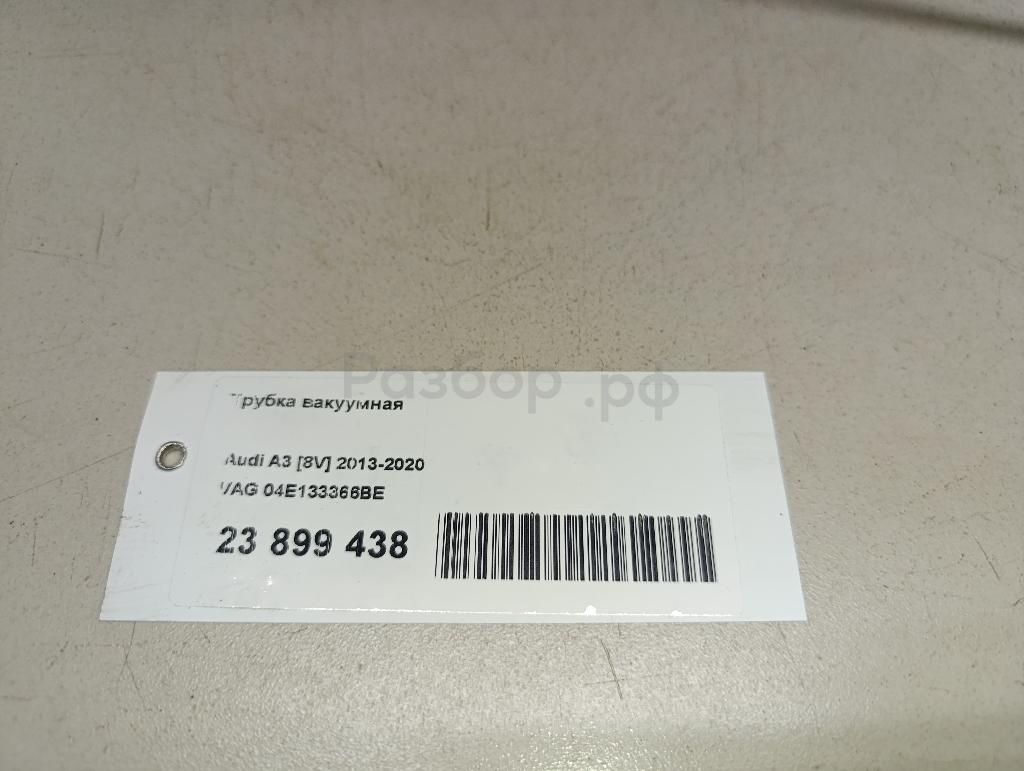 Разбор.рф
Трубка вакуумная
Audi A3 [8V] 2013-2020
VAG 04E133366BE
23 899 438